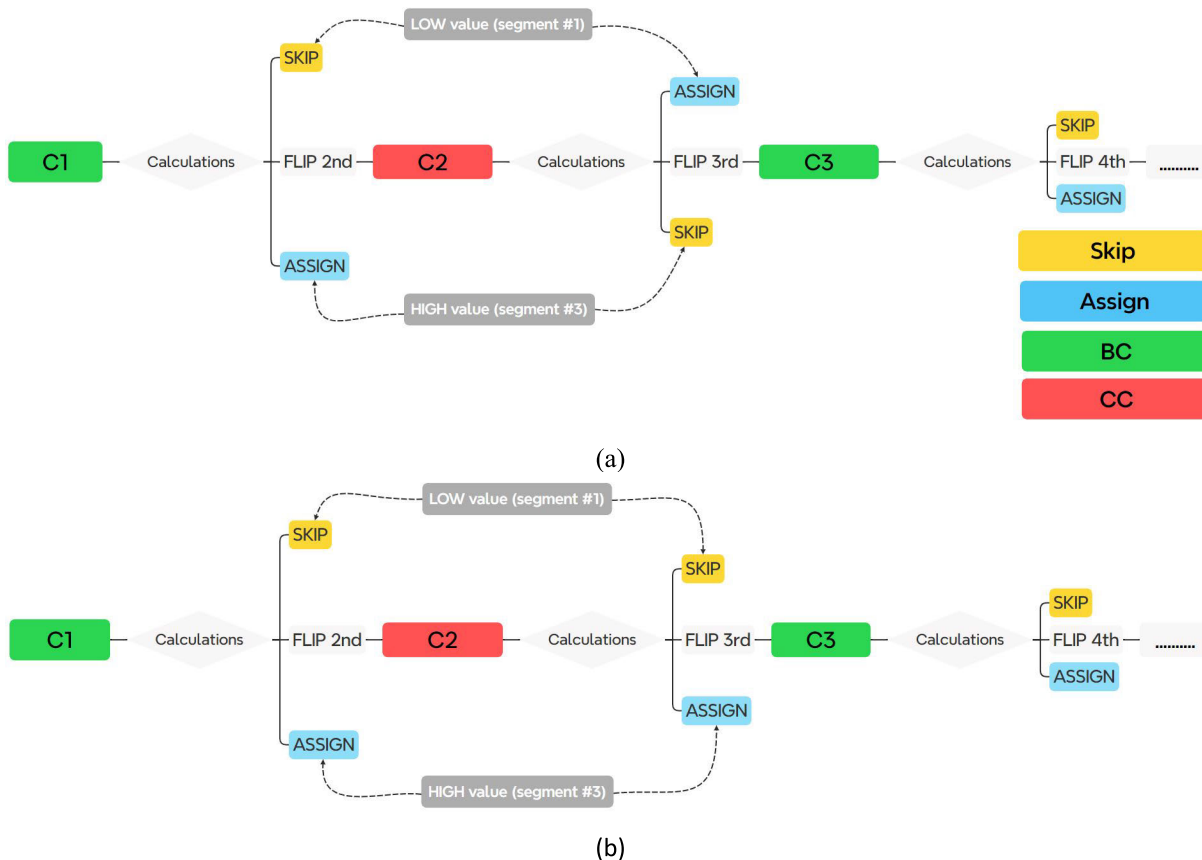 LOW value (segment #1)
SKIP
ASSIGN
C1
Calculations
FLIP 2nd
C2
Calculations
FLIP 3rd
C3
Calculations
SKIP
FLIP 4th
..........
ASSIGN
SKIP
ASSIGN
HIGH value (segment #3)
Skip
Assign
BC
CC
(a)
LOW value (segment #1)
SKIP
SKIP
C1
Calculations
FLIP 2nd
C2
Calculations
FLIP 3rd
C3
Calculations
SKIP
FLIP 4th
..........
ASSIGN
ASSIGN
ASSIGN
HIGH value (segment #3)
(b)